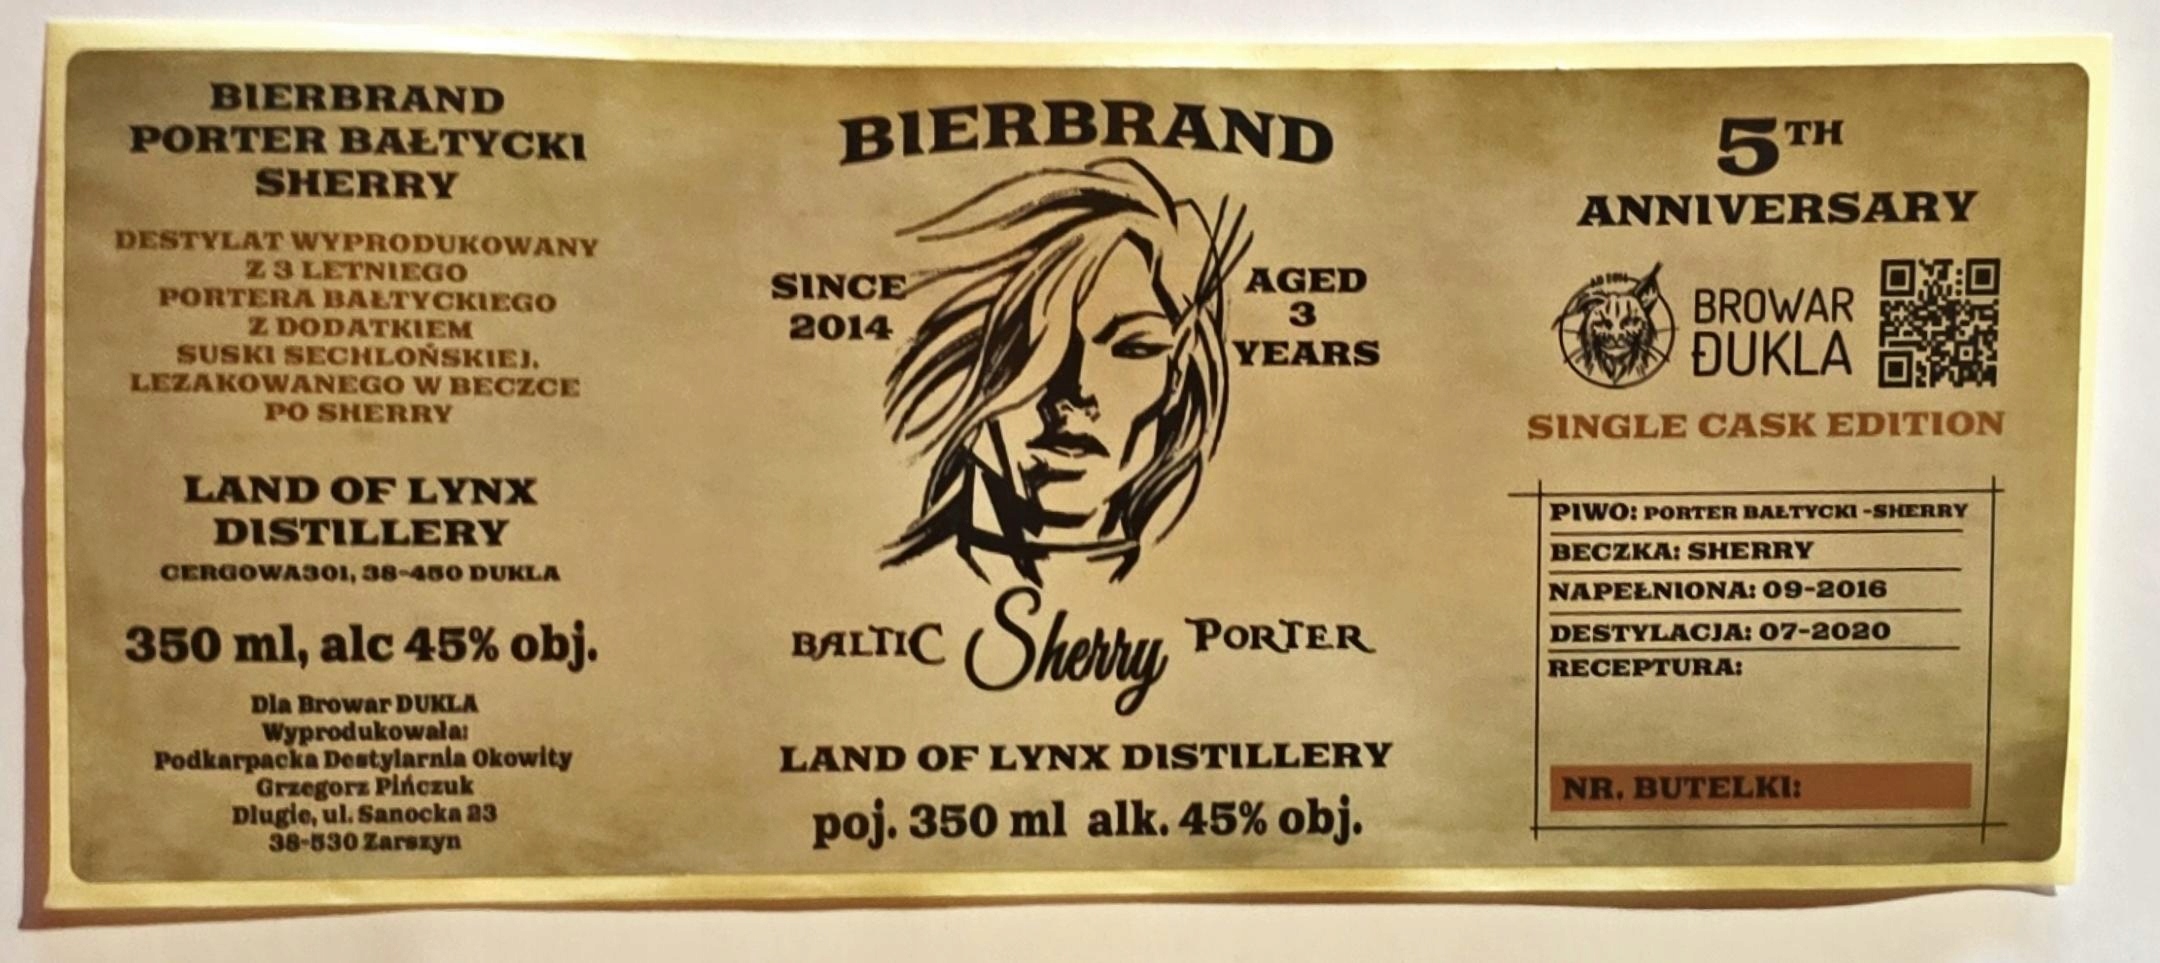 BIERBRAND
PORTER BAŁTYCKI
SHERRY
DESTYLAT WYPRODUKOWANY
Z 3 LETNIEGO
PORTERA BAŁTYCKIEGO
Z DODATKIEM
SUSKI SECHLOŃSKIEJ.
LEZAKOWANEGO W BECZCE
PO SHERRY
LAND OF LYNX
DISTILLERY
CERGOWA301, 38-450 DUKLA
350 ml, alc 45% obj.
Dla Browar DUKLA
Wyprodukowała:
Podkarpacka Destylarnia Okowity
Grzegorz Pińczuk
Długie, ul. Sanocka 23
38-530 Zarszyn
BIERBRAND
SINCE
2014
AGED
3
YEARS
BALTIC Sherry PORTER
LAND OF LYNX DISTILLERY
poj. 350 ml alk. 45% obj.
5TH
ANNIVERSARY
BROWAR
DUKLA
SINGLE CASK EDITION
PIWO: PORTER BAŁTYCKI -SHERRY
BECZKA: SHERRY
NAPEŁNIONA: 09-2016
DESTYLACJA: 07-2020
RECEPTURA:
NR. BUTELKI: